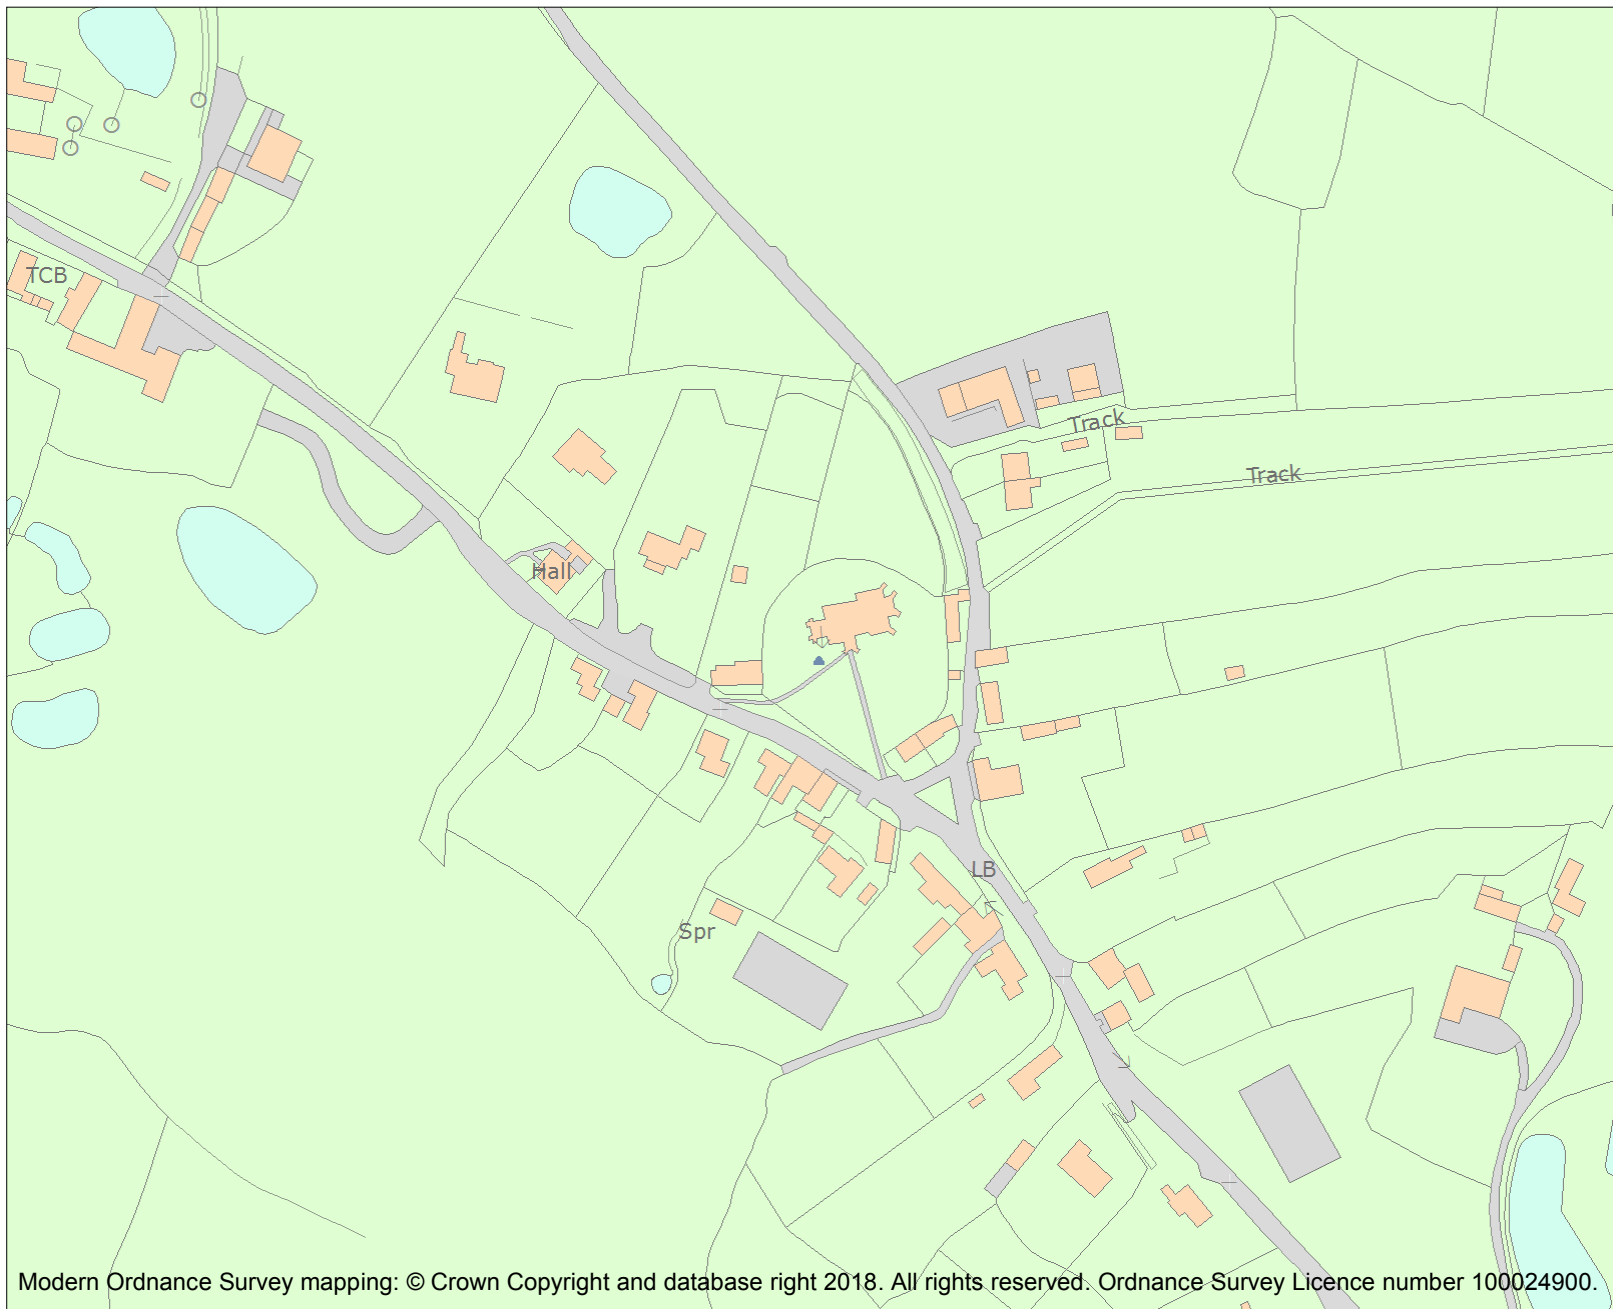 TCB
Track
Track
Hall
LB
Spr
Modern Ordnance Survey mapping: © Crown Copyright and database right 2018. All rights reserved. Ordnance Survey Licence number 100024900.